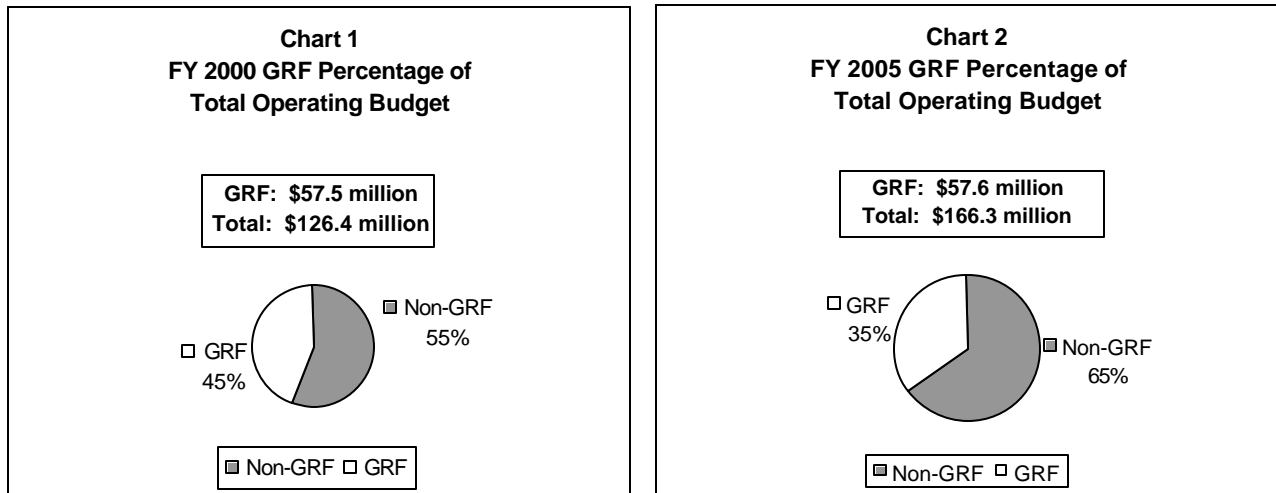 Chart 1
FY 2000 GRF Percentage of
Total Operating Budget
GRF: $57.5 million
Total: $126.4 million
Non-GRF
55%
GRF
45%
Non-GRF GRF
Chart 2
FY 2005 GRF Percentage of
Total Operating Budget
GRF: $57.6 million
Total: $166.3 million
GRF
35%
Non-GRF
65%
Non-GRF GRF